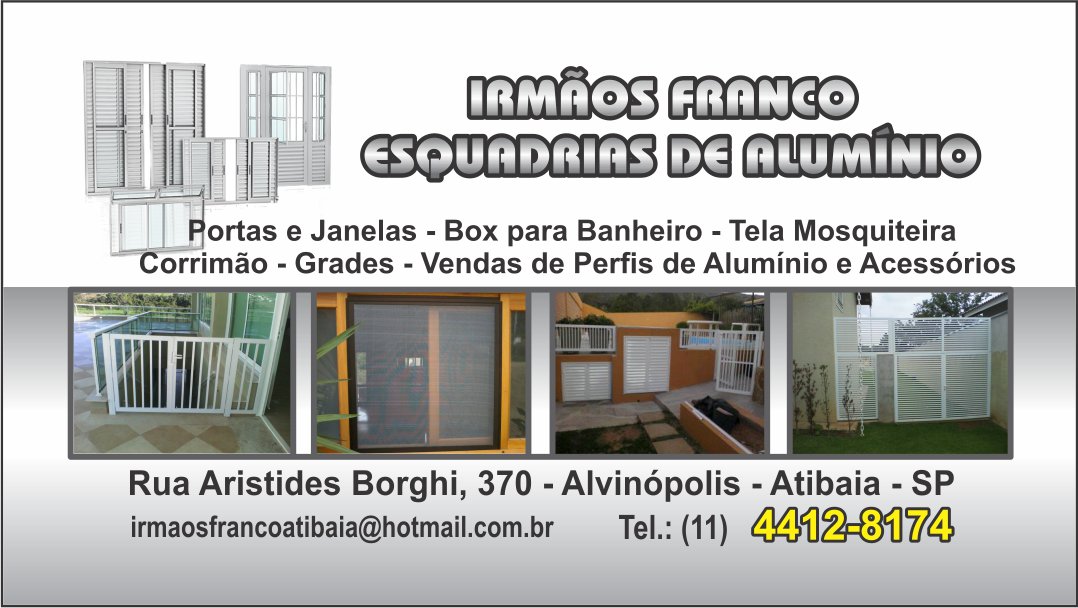 IRMÃOS FRANCO
ESQUADRIAS DE ALUMÍNIO
Portas e Janelas - Box para Banheiro - Tela Mosquiteira
Corrimão - Grades - Vendas de Perfis de Alumínio e Acessórios
Rua Aristides Borghi, 370 - Alvinópolis - Atibaia - SP
irmaosfrancoatibaia@hotmail.com.br
Tel.: (11) 4412-8174